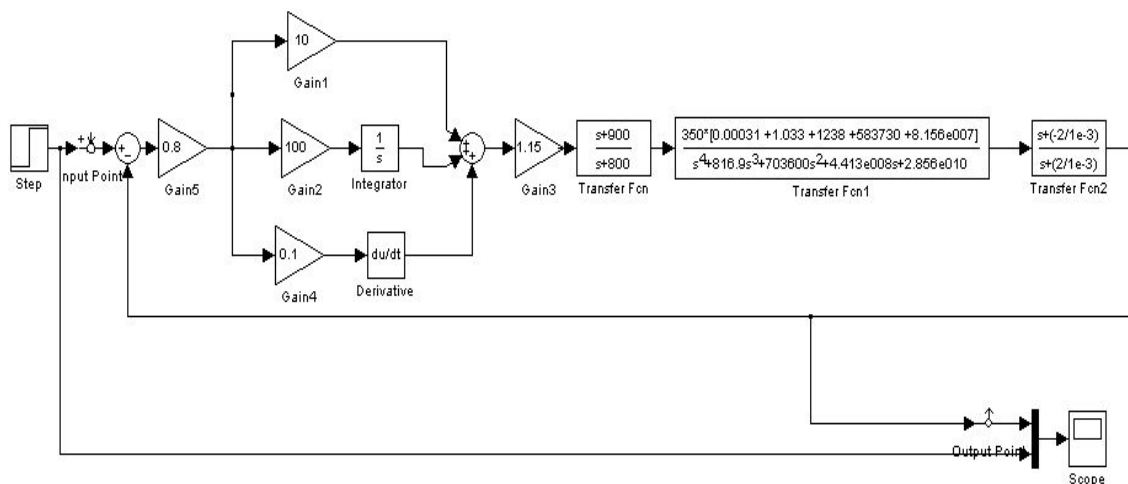 10
Gain1
Step
+
nput Point
+
-
0.8
Gain5
100
Gain2
1
s
Integrator
+
+
+
1.15
Gain3
s+900
s+800
Transfer Fcn
350*[0.00031 +1.033 +1238 +583730 +8.156e007]
s4+816.9s3+703600s2+4.413e008s+2.856e010
Transfer Fcn1
s+(-2/1e-3)
s+(2/1e-3)
Transfer Fcn2
0.1
Gain4
du/dt
Derivative
Output Point
Scope